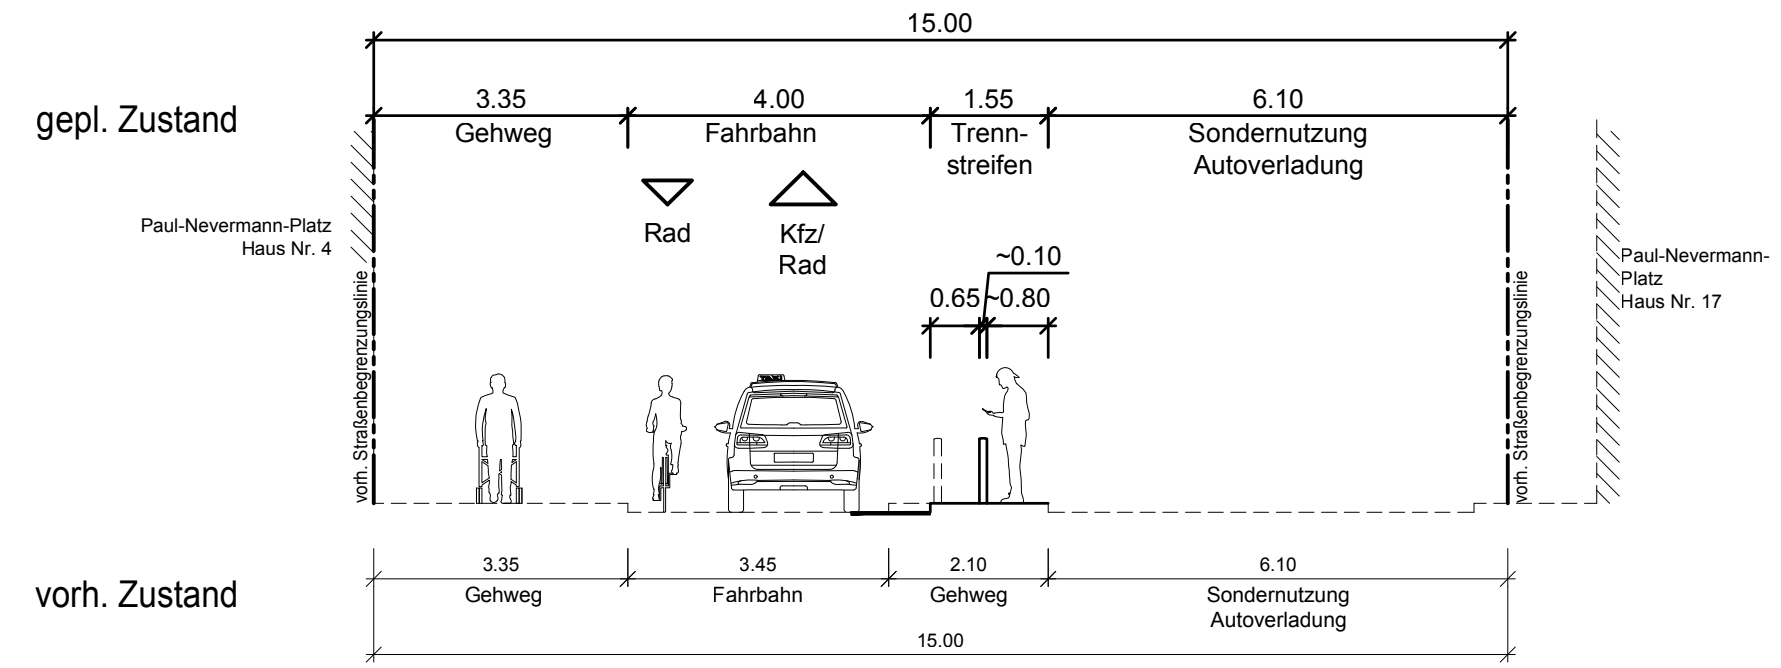 15.00
gepl. Zustand
3.35
4.00
1.55
6.10
Gehweg
Fahrbahn
Trenn-
streifen
Sondernutzung
Autoverladung
Rad
Kfz/
Rad
Paul-Nevermann-Platz
Haus Nr. 4
vorh. Straßenbegrenzungslinie
~0.10
0.65
~0.80
TAXI
vorh. Straßenbegrenzungslinie
Paul-Nevermann-
Platz
Haus Nr. 17
vorh. Zustand
3.35
3.45
2.10
6.10
Gehweg
Fahrbahn
Gehweg
Sondernutzung
Autoverladung
15.00